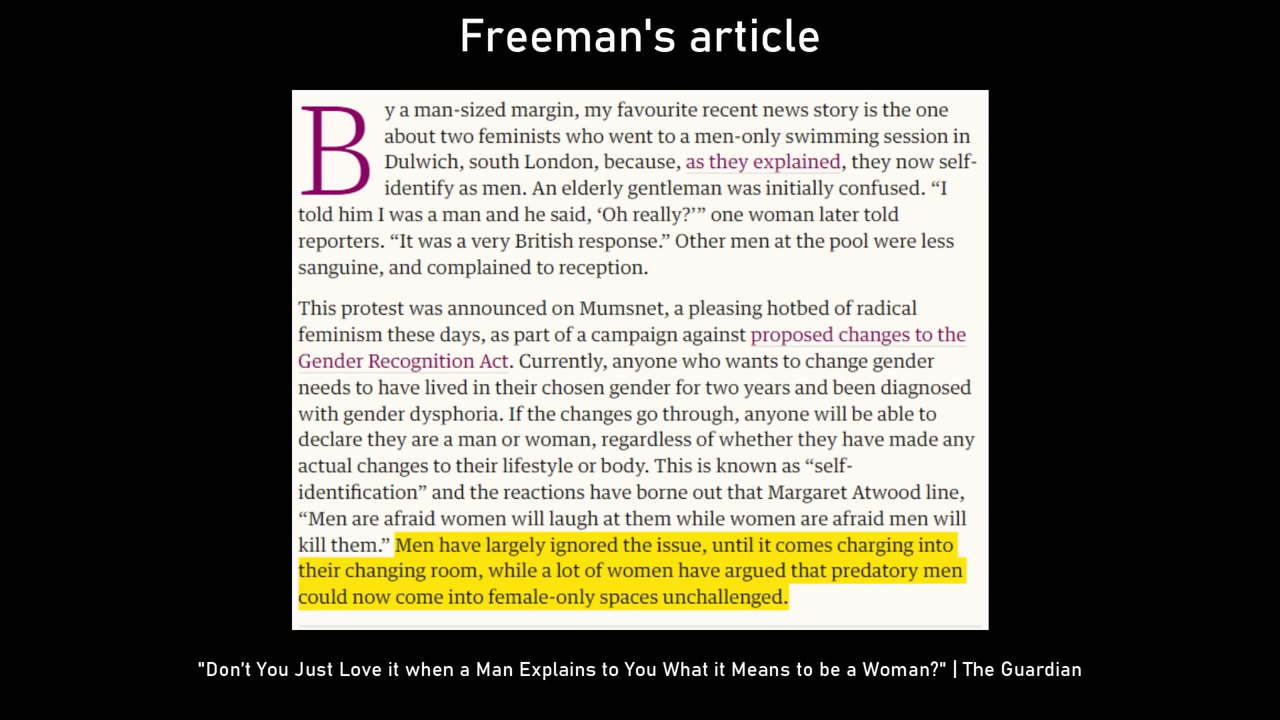 Freeman's article
By a man-sized margin, my favourite recent news story is the one
about two feminists who went to a men-only swimming session in
Dulwich, south London, because, as they explained, they now self-
identify as men. An elderly gentleman was initially confused. “I
told him I was a man and he said, ‘Oh really?’” one woman later told
reporters. “It was a very British response.” Other men at the pool were less
sanguine, and complained to reception.
This protest was announced on Mumsnet, a pleasing hotbed of radical
feminism these days, as part of a campaign against proposed changes to the
Gender Recognition Act. Currently, anyone who wants to change gender
needs to have lived in their chosen gender for two years and been diagnosed
with gender dysphoria. If the changes go through, anyone will be able to
declare they are a man or woman, regardless of whether they have made any
actual changes to their lifestyle or body. This is known as “self-
identification” and the reactions have borne out that Margaret Atwood line,
“Men are afraid women will laugh at them while women are afraid men will
kill them.” Men have largely ignored the issue, until it comes charging into
their changing room, while a lot of women have argued that predatory men
could now come into female-only spaces unchallenged.
"Don't You Just Love it when a Man Explains to You What it Means to be a Woman?" | The Guardian